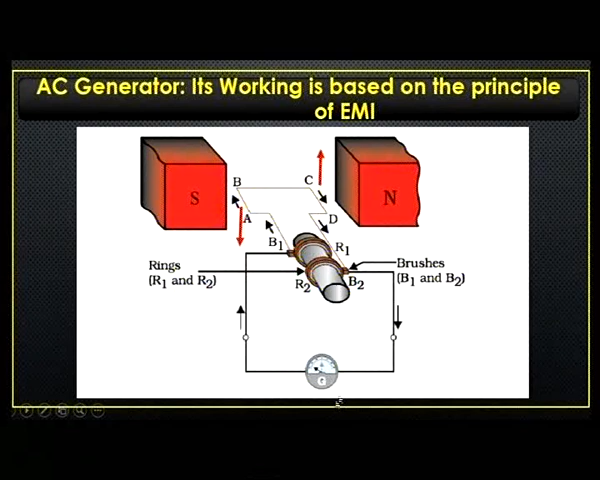 AC Generator: Its Working is based on the principle
of EMI
S
N
B
C
A
D
B1
R1
Rings
(R1 and R2)
R2
B2
Brushes
(B1 and B2)
G